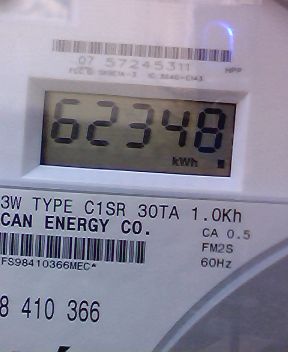 07 57245311
HPP
62348
kWh
3W TYPE C1SR 30TA 1.0Kh
CAN ENERGY CO.
CA 0.5
FM2S
60Hz
FS98410366MEC*
8 410 366